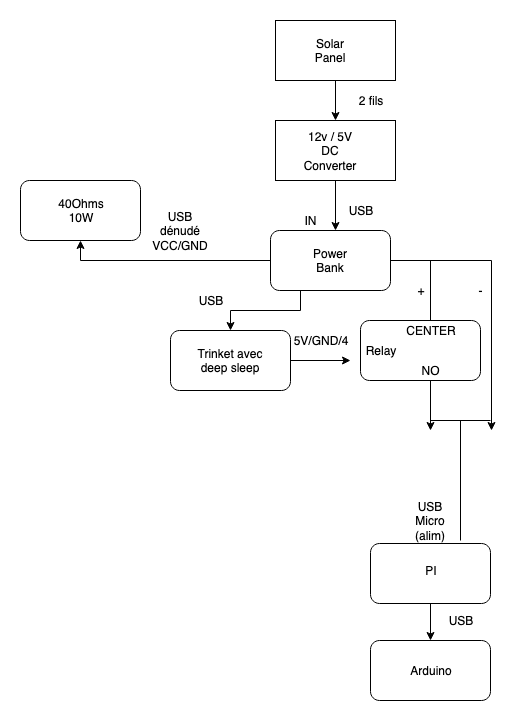 Solar
Panel
2 fils
12v / 5V
DC
Converter
USB
IN
40Ohms
10W
USB
dénudé
VCC/GND
Power
Bank
+
-
USB
Trinket avec
deep sleep
5V/GND/4
CENTER
Relay
NO
USB
Micro
(alim)
PI
USB
Arduino